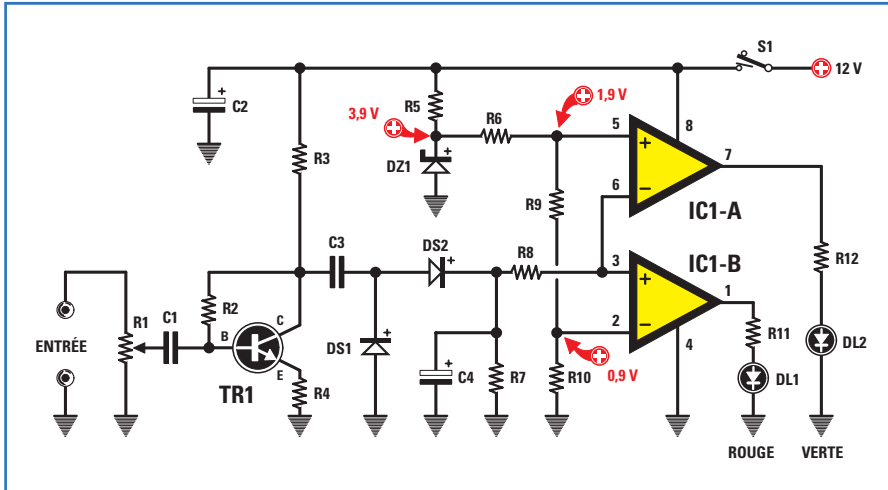 S1
12 V
C2
R3
3,9 V
R5
R6
1,9 V
DZ1
5
6
8
7
IC1-A
R9
C3
DS2
R8
3
2
IC1-B
1
4
R12
R11
DL2
DL1
ENTRÉE
R1
C1
R2
B
C
E
TR1
R4
DS1
C4
R7
R10
0,9 V
ROUGE
VERTE